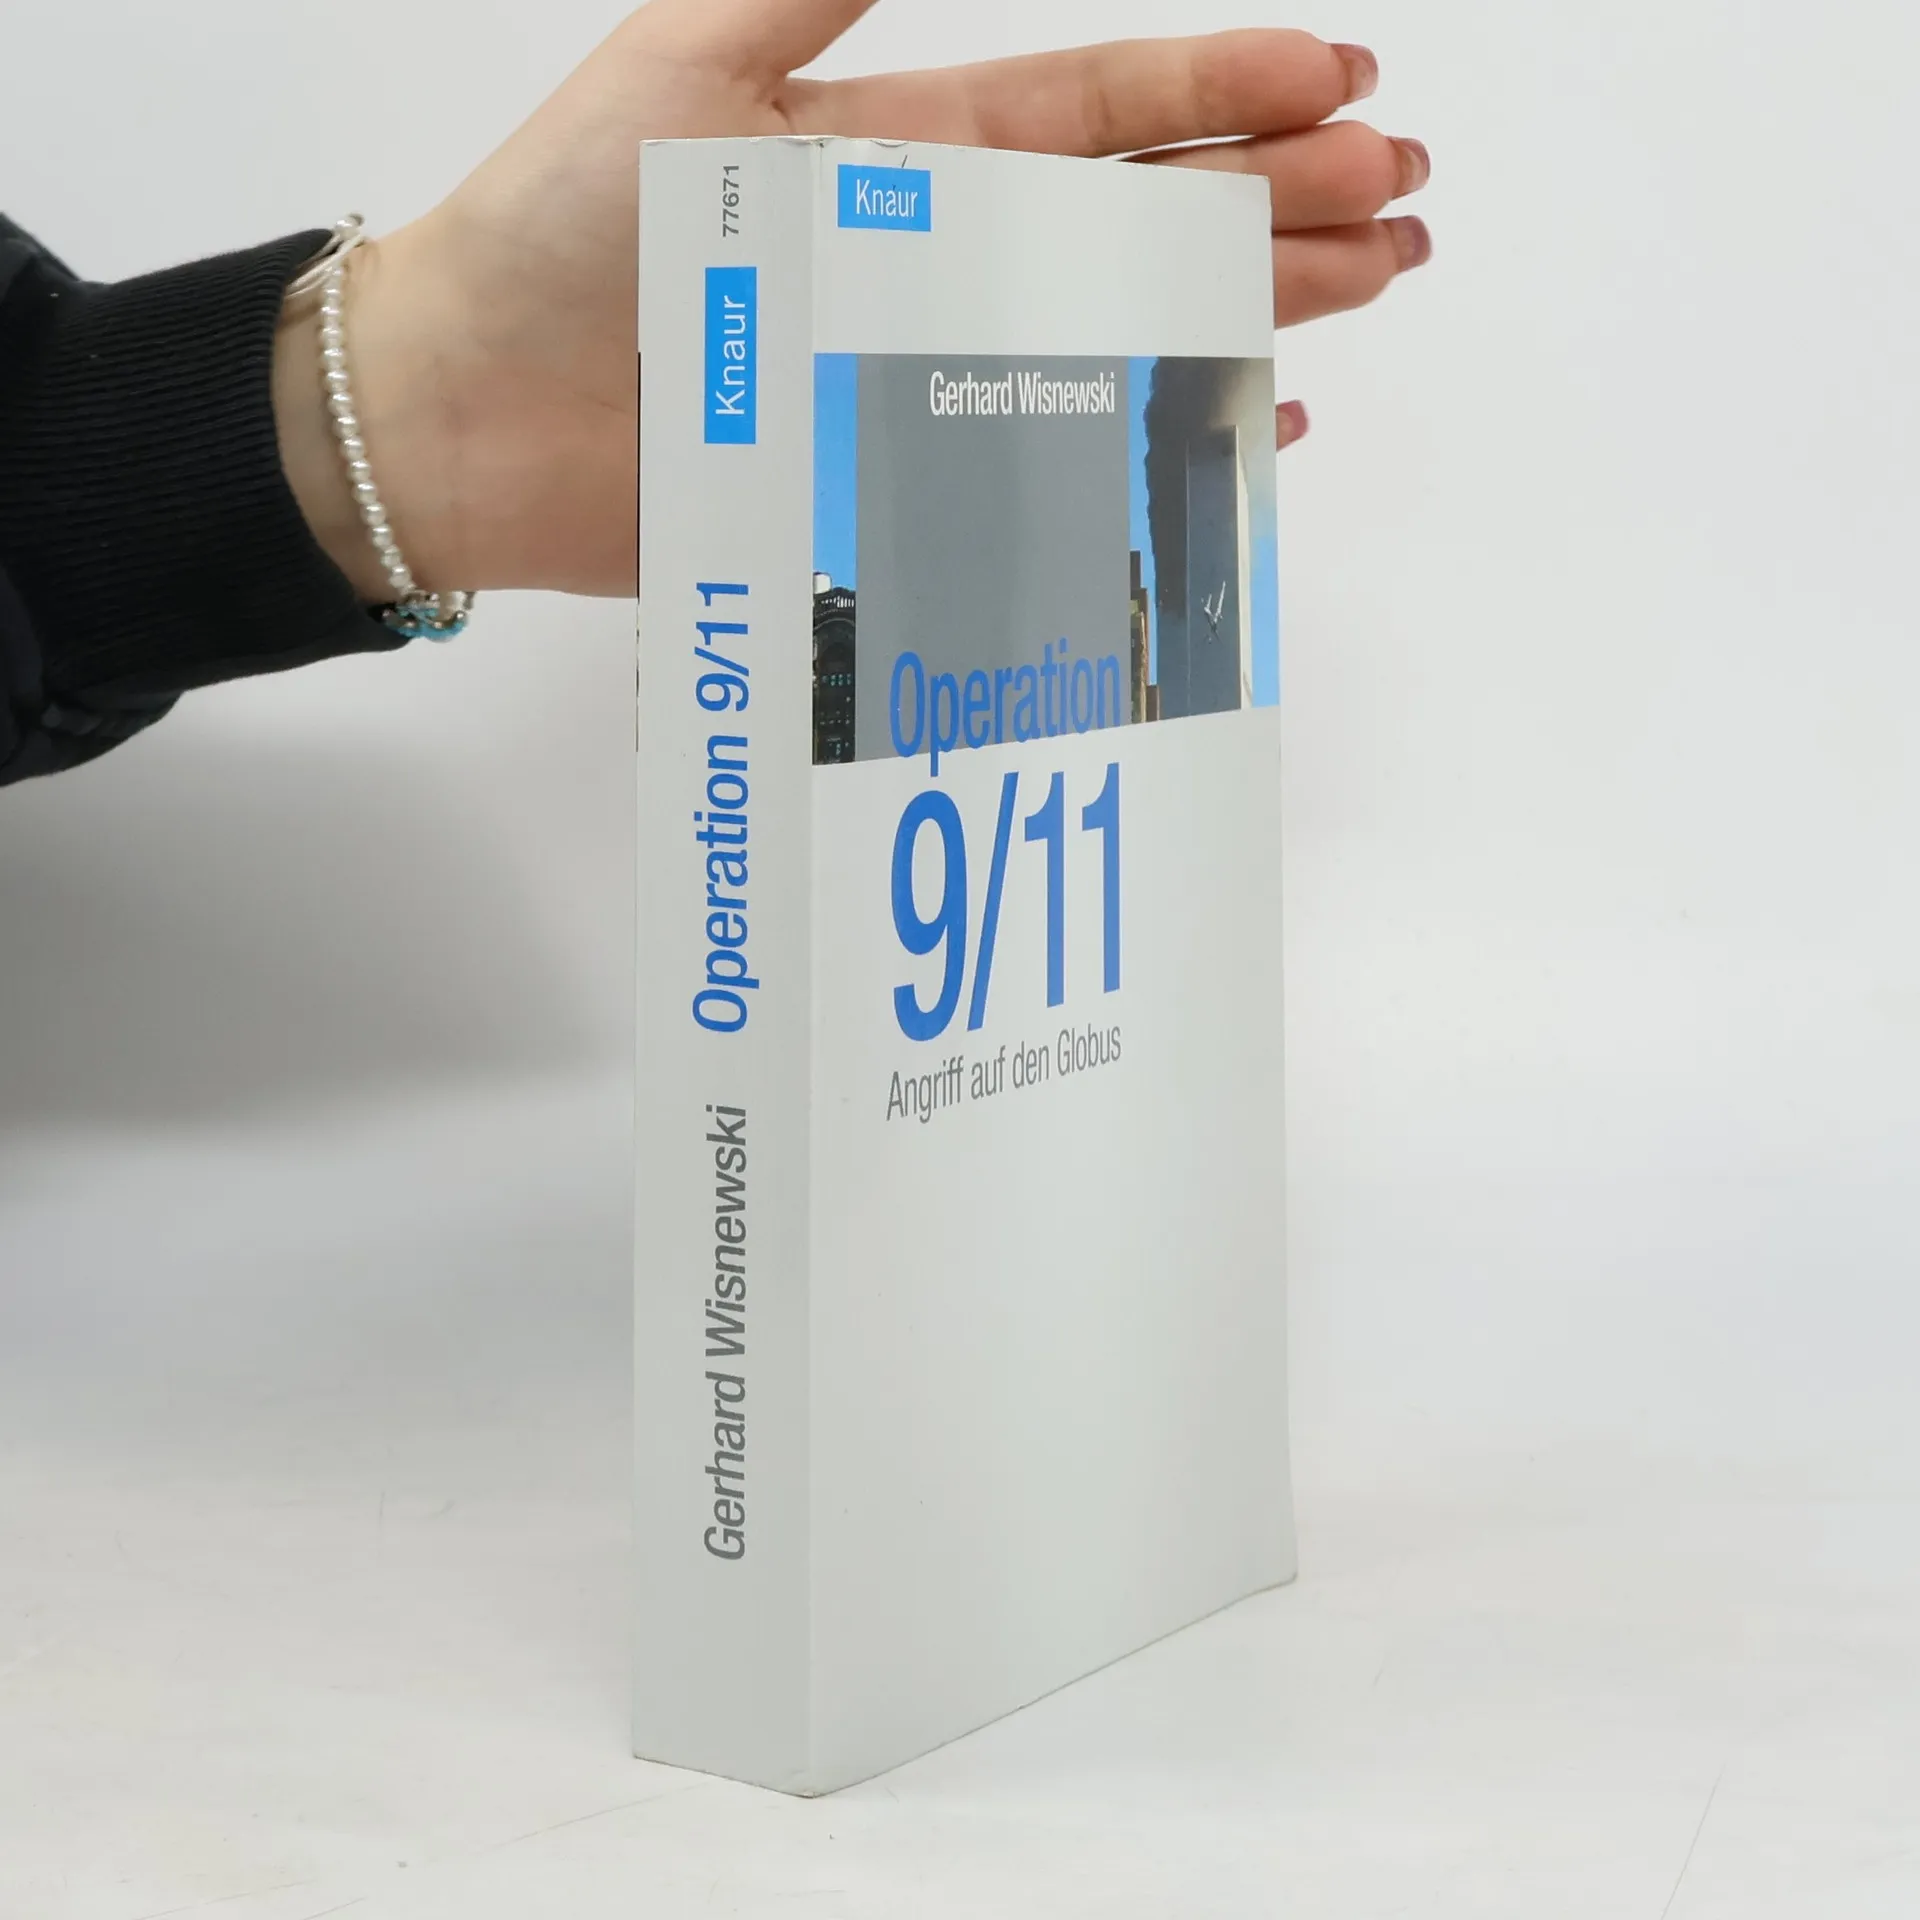 77671
Knaur
Operation 9/11
Gerhard Wisnewski
Knaur
Gerhard Wisnewski
Operation
9/11
Angriff auf den Globus